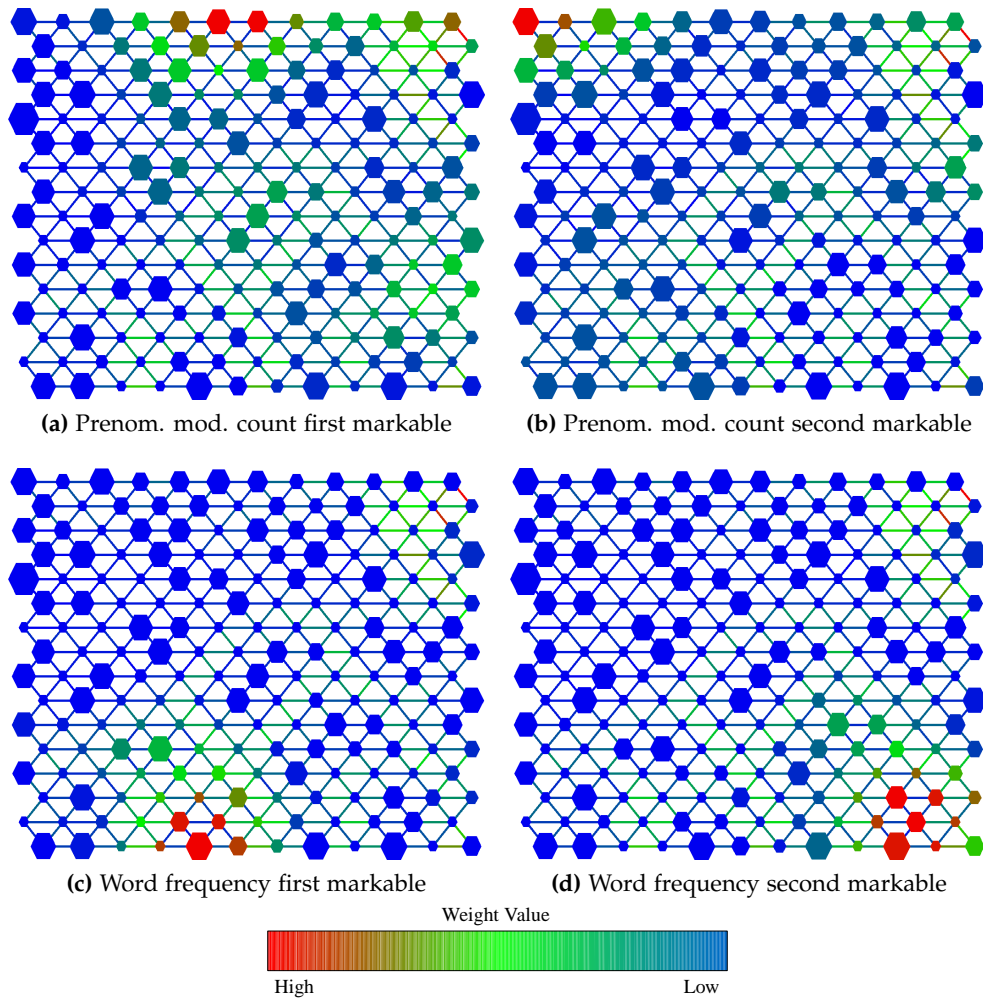 (a) Prenom. mod. count first markable
(b) Prenom. mod. count second markable
(c) Word frequency first markable
(d) Word frequency second markable
Weight Value
High
Low